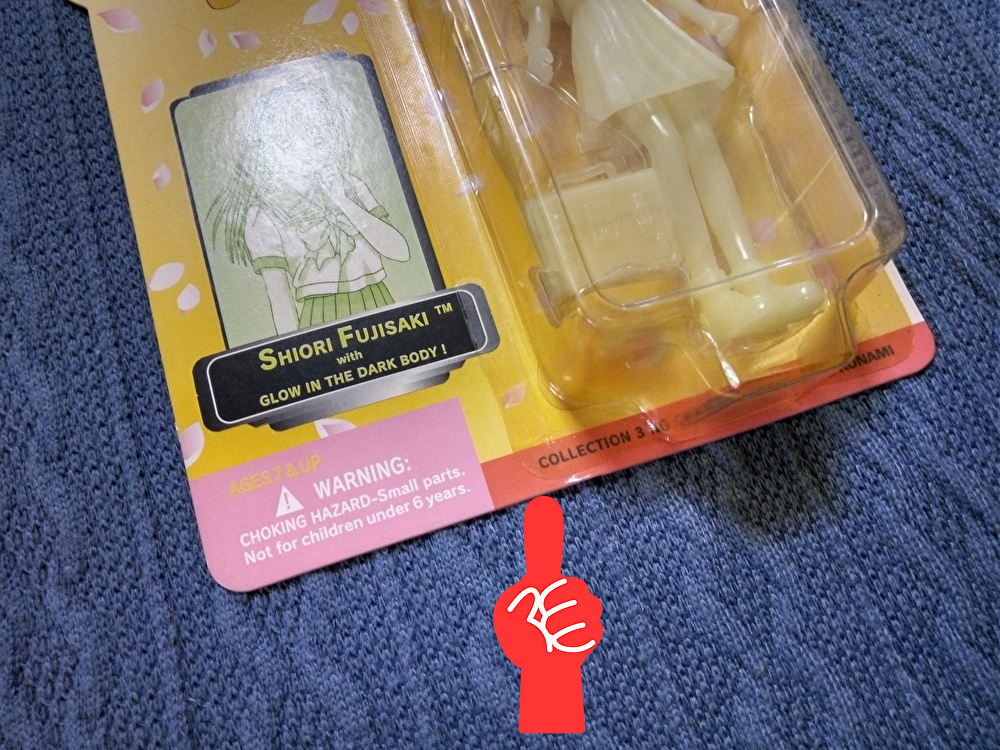 SHIORI FUJISAKI ™
with
GLOW IN THE DARK BODY !
AGES 7 & UP
WARNING:
CHOKING HAZARD-Small parts.
Not for children under 6 years.
COLLECTION 3 NO
KONAMI